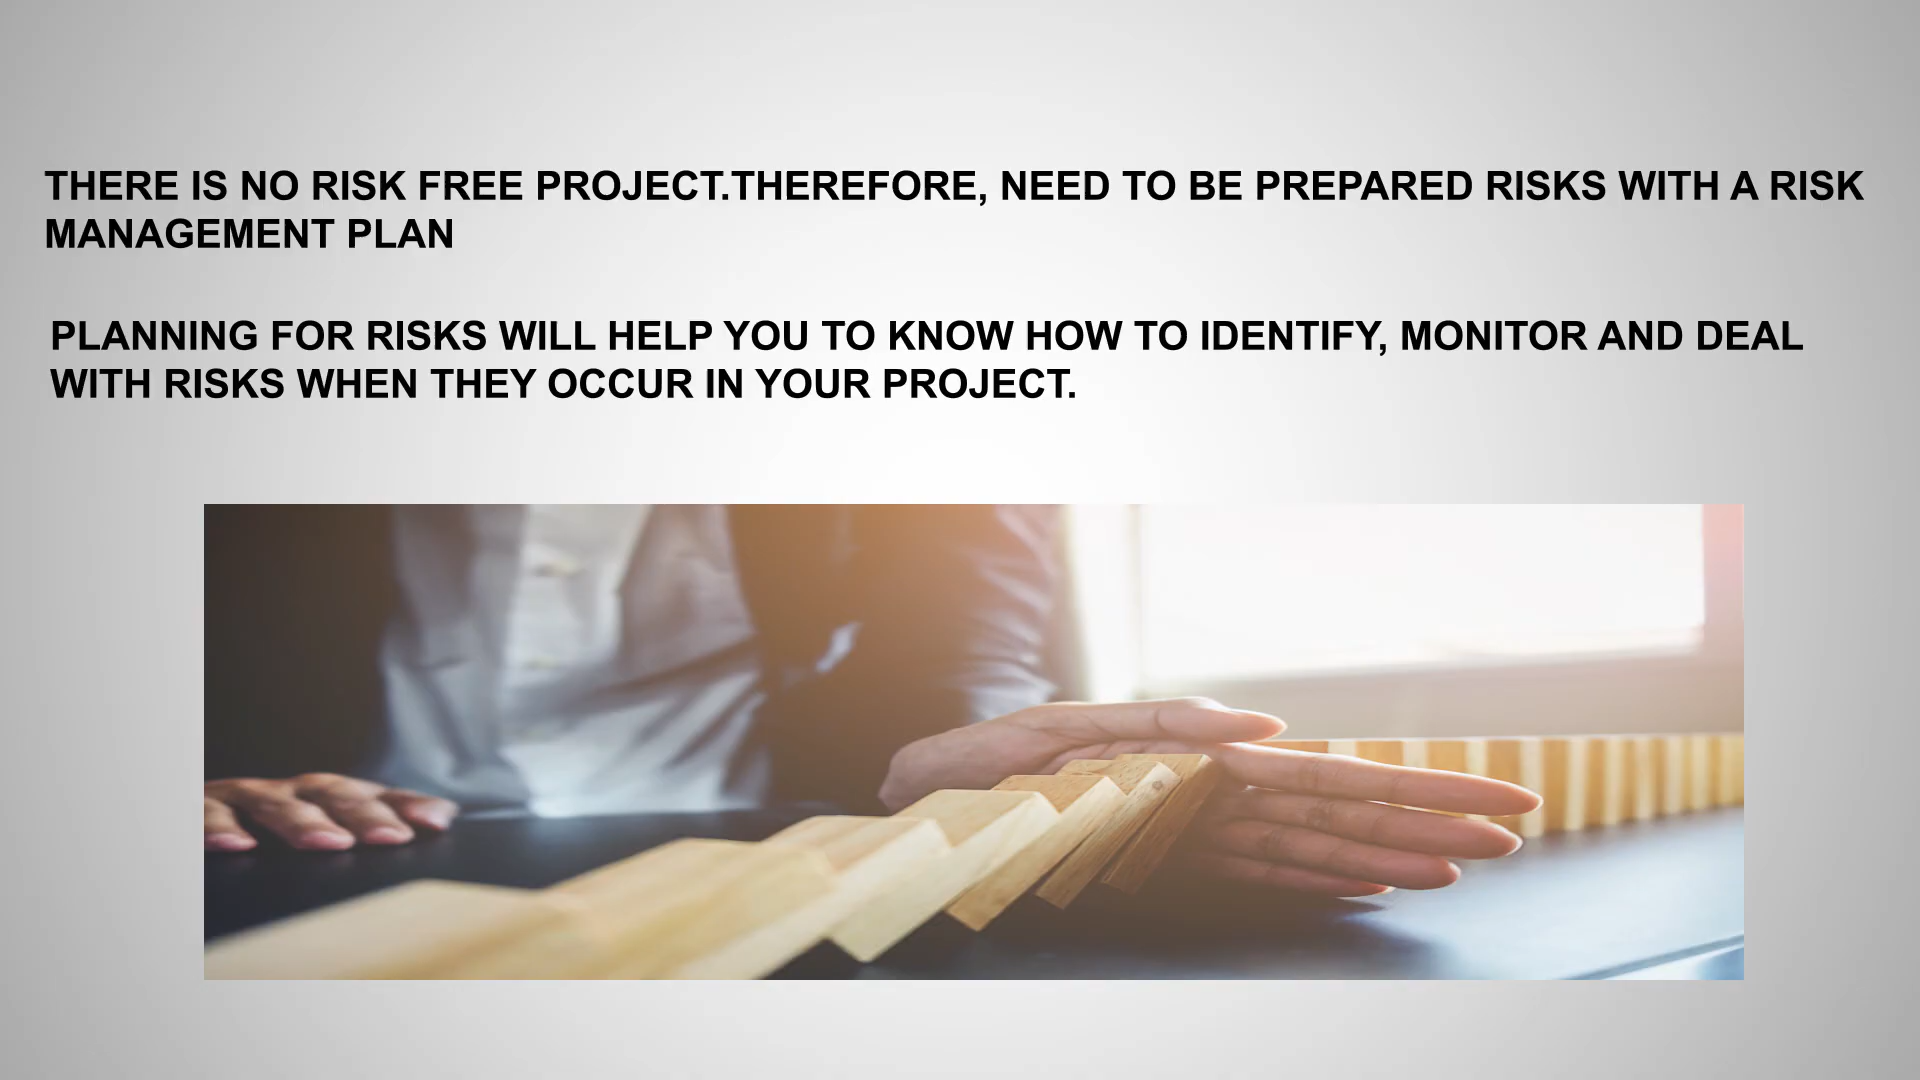 THERE IS NO RISK FREE PROJECT.THEREFORE, NEED TO BE PREPARED RISKS WITH A RISK
MANAGEMENT PLAN
PLANNING FOR RISKS WILL HELP YOU TO KNOW HOW TO IDENTIFY, MONITOR AND DEAL
WITH RISKS WHEN THEY OCCUR IN YOUR PROJECT.